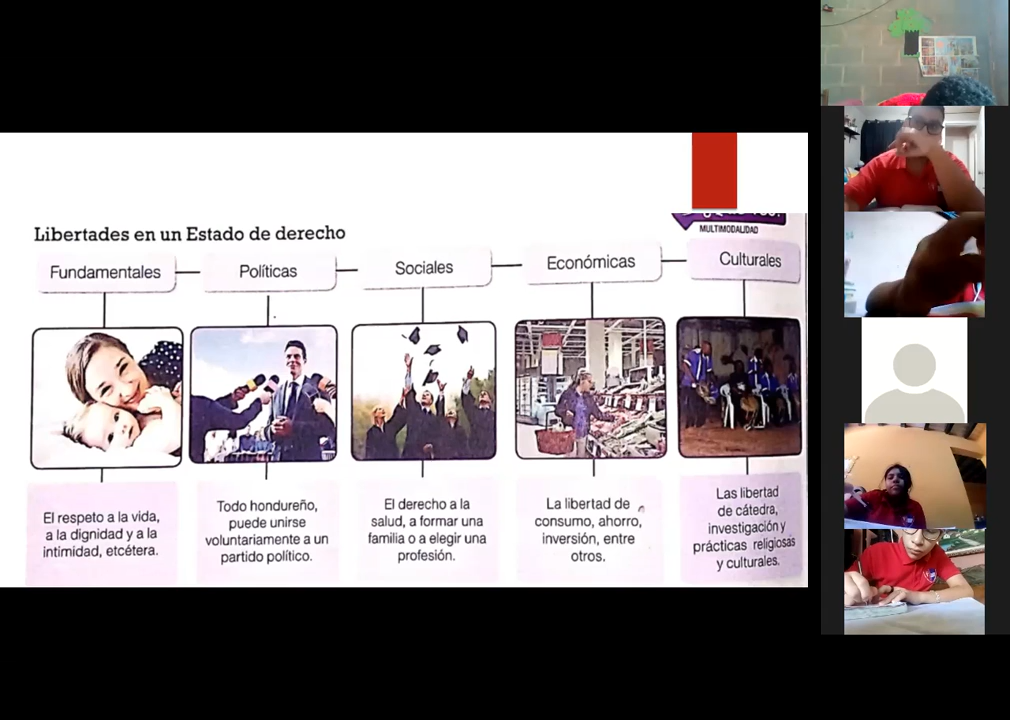 MULTIMODALIDAD
Libertades en un Estado de derecho
Fundamentales
Políticas
Sociales
Económicas
Culturales
El respeto a la vida,
a la dignidad y a la
intimidad, etcétera.
Todo hondureño,
puede unirse
voluntariamente a un
partido político.
El derecho a la
salud, a formar una
familia o a elegir una
profesión.
La libertad de
consumo, ahorro,
inversión, entre
otros.
Las libertad
de cátedra,
investigación y
prácticas religiosas
y culturales.